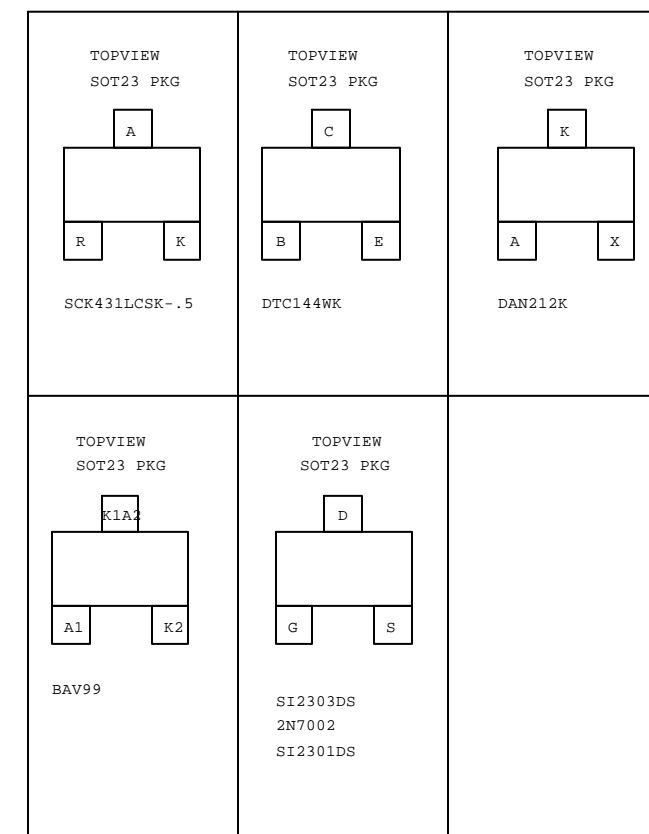 TOPVIEW
SOT23 PKG
A
R K
SCK431LCSK-.5
TOPVIEW
SOT23 PKG
C
B E
DTC144WK
TOPVIEW
SOT23 PKG
K
A X
DAN212K
TOPVIEW
SOT23 PKG
K1A2
A1 K2
BAV99
TOPVIEW
SOT23 PKG
D
G S
SI2303DS
2N7002
SI2301DS